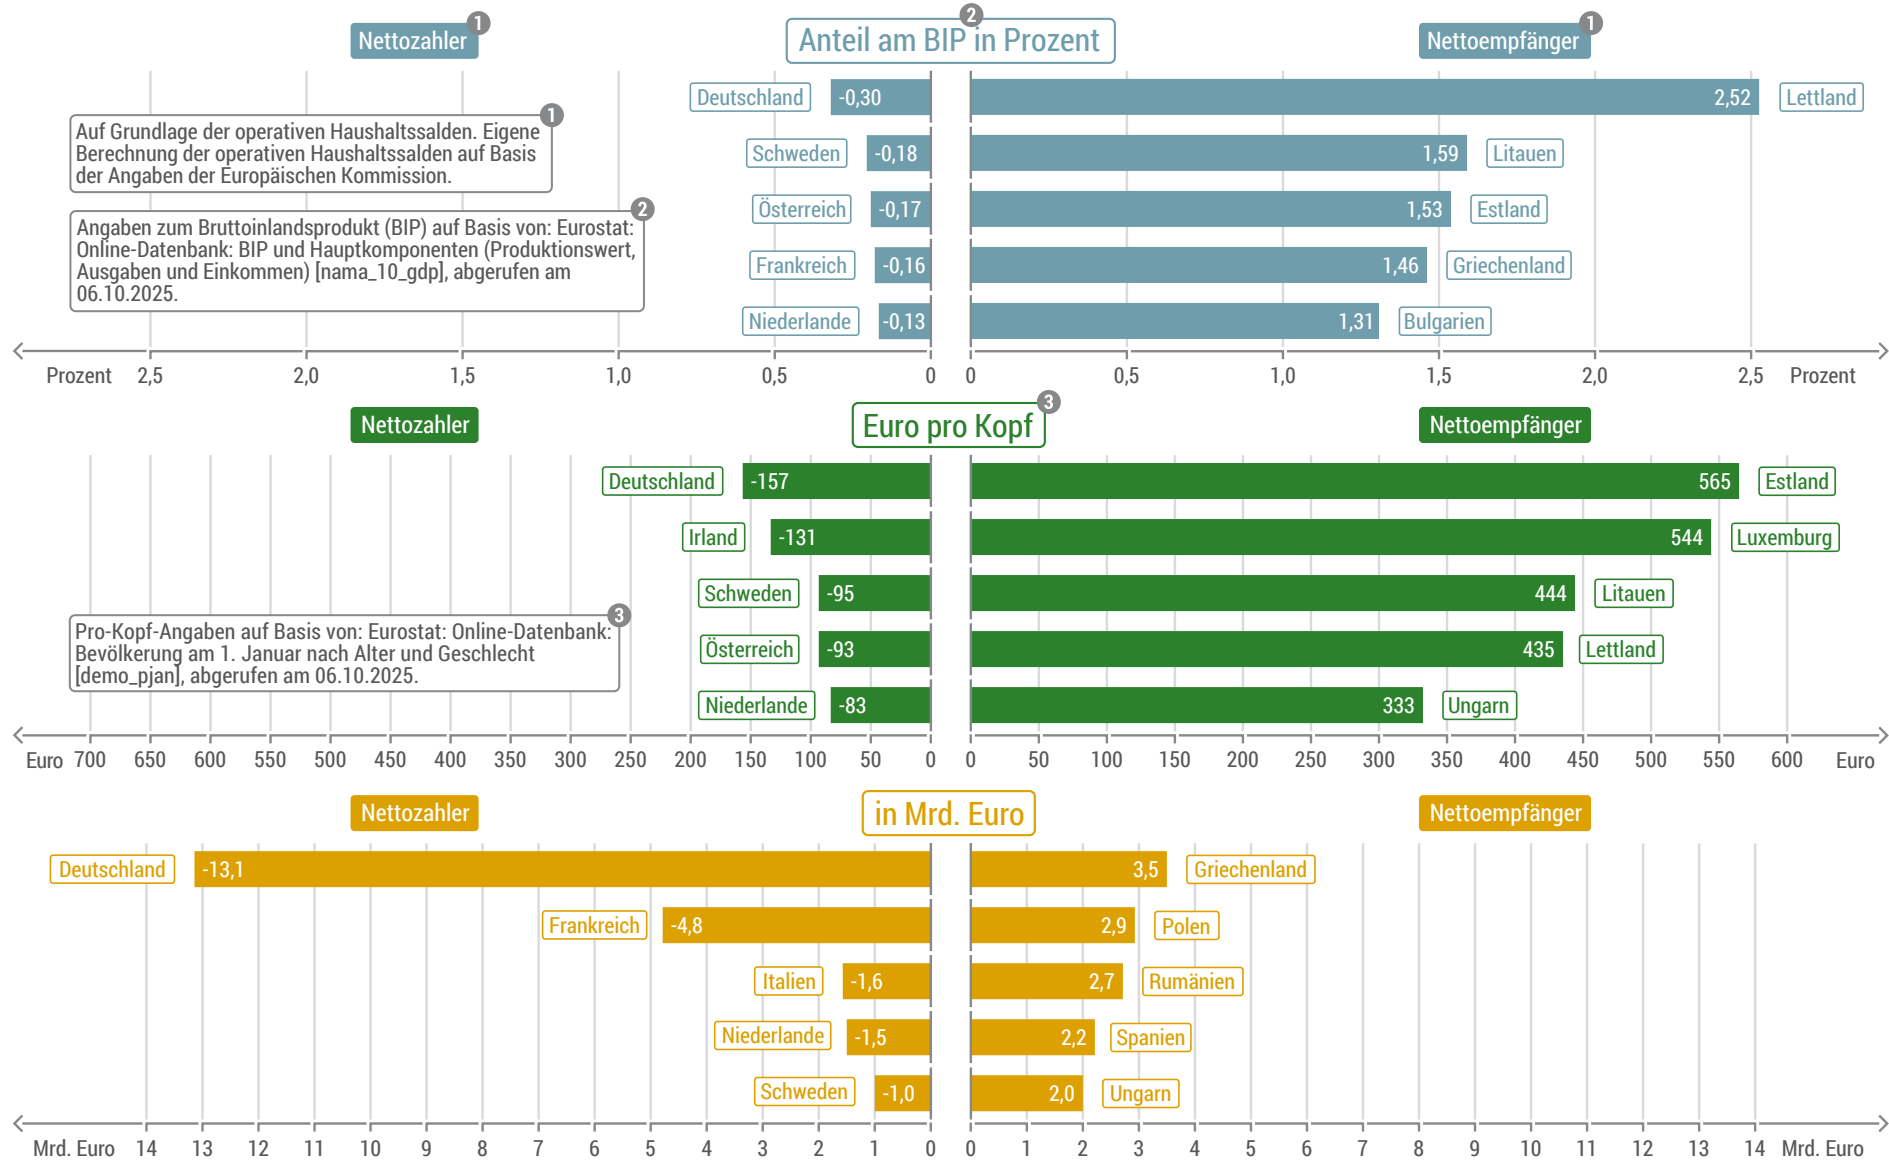 Nettozahler 1
Anteil am BIP in Prozent 2
Nettoempfänger 1
Deutschland -0,30 2,52 Lettland
1
Auf Grundlage der operativen Haushaltssalden. Eigene
Berechnung der operativen Haushaltssalden auf Basis
der Angaben der Europäischen Kommission.
Schweden -0,18 1,59 Litauen
2
Angaben zum Bruttoinlandsprodukt (BIP) auf Basis von: Eurostat:
Online-Datenbank: BIP und Hauptkomponenten (Produktionswert,
Ausgaben und Einkommen) [nama_10_gdp], abgerufen am
06.10.2025.
Österreich -0,17 1,53 Estland
Frankreich -0,16 1,46 Griechenland
Niederlande -0,13 1,31 Bulgarien
Prozent 2,5 2,0 1,5 1,0 0,5 0 0 0,5 1,0 1,5 2,0 2,5 Prozent
Nettozahler
Euro pro Kopf 3
Nettoempfänger
Deutschland -157 565 Estland
Irland -131 544 Luxemburg
Schweden -95 444 Litauen
3
Pro-Kopf-Angaben auf Basis von: Eurostat: Online-Datenbank:
Bevölkerung am 1. Januar nach Alter und Geschlecht
[demo_pjan], abgerufen am 06.10.2025.
Österreich -93 435 Lettland
Niederlande -83 333 Ungarn
Euro 700 650 600 550 500 450 400 350 300 250 200 150 100 50 0 0 50 100 150 200 250 300 350 400 450 500 550 600 Euro
Nettozahler
in Mrd. Euro
Nettoempfänger
Deutschland -13,1 3,5 Griechenland
Frankreich -4,8 2,9 Polen
Italien -1,6 2,7 Rumänien
Niederlande -1,5 2,2 Spanien
Schweden -1,0 2,0 Ungarn
Mrd. Euro 14 13 12 11 10 9 8 7 6 5 4 3 2 1 0 0 1 2 3 4 5 6 7 8 9 10 11 12 13 14 Mrd. Euro